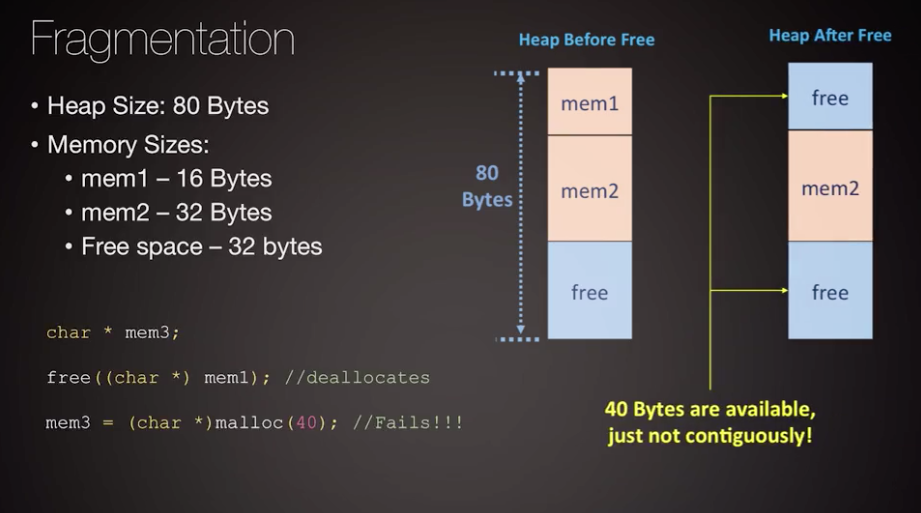 Fragmentation
• Heap Size: 80 Bytes
• Memory Sizes:
• mem1 – 16 Bytes
• mem2 – 32 Bytes
• Free space – 32 bytes
char * mem3;
free((char *) mem1); //deallocates
mem3 = (char *)malloc(40); //Fails!!!
Heap Before Free
80
Bytes
mem1
mem2
free
Heap After Free
free
mem2
free
40 Bytes are available,
just not contiguously!